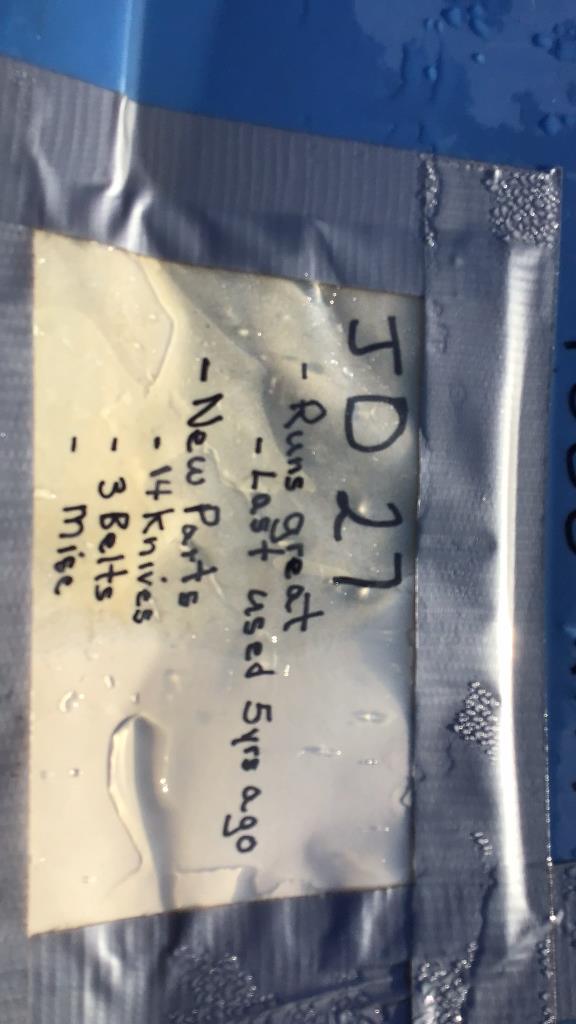 JD 27
- Runs great
- Last used 5yrs ago
- New Parts
- 14 Knives
- 3 Belts
- Misc